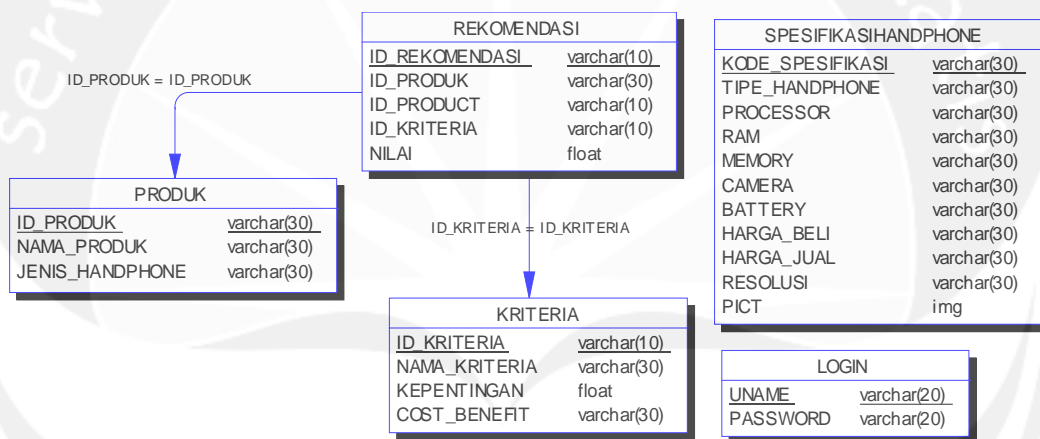 REKOMENDASI
ID_REKOMENDASI varchar(10)
ID_PRODUK varchar(30)
ID_PRODUCT varchar(10)
ID_KRITERIA varchar(10)
NILAI float
ID_PRODUK = ID_PRODUK
PRODUK
ID_PRODUK varchar(30)
NAMA_PRODUK varchar(30)
JENIS_HANDPHONE varchar(30)
ID_KRITERIA = ID_KRITERIA
KRITERIA
ID_KRITERIA varchar(10)
NAMA_KRITERIA varchar(30)
KEPENTINGAN float
COST_BENEFIT varchar(30)
SPESIFIKASIHANDPHONE
KODE_SPESIFIKASI varchar(30)
TIPE_HANDPHONE varchar(30)
PROCESSOR varchar(30)
RAM varchar(30)
MEMORY varchar(30)
CAMERA varchar(30)
BATTERY varchar(30)
HARGA_BELI varchar(30)
HARGA_JUAL varchar(30)
RESOLUSI varchar(30)
PICT img
LOGIN
UNAME varchar(20)
PASSWORD varchar(20)